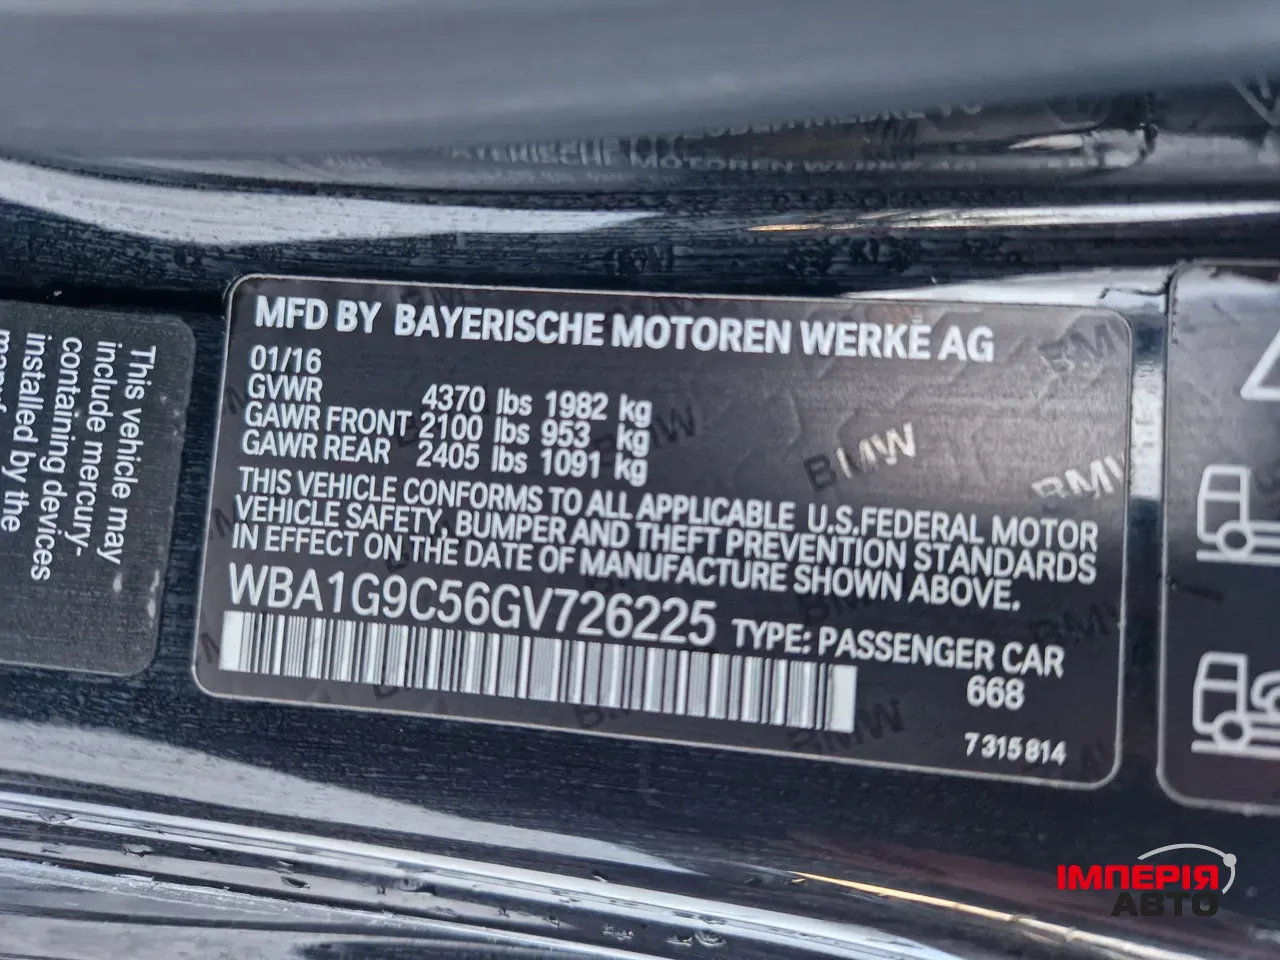 This vehicle may
include mercury-
containing devices
installed by the
MFD BY BAYERISCHE MOTOREN WERKE AG
01/16
GVWR 4370 lbs 1982 kg
GAWR FRONT 2100 lbs 953 kg
GAWR REAR 2405 lbs 1091 kg
THIS VEHICLE CONFORMS TO ALL APPLICABLE U.S.FEDERAL MOTOR
VEHICLE SAFETY, BUMPER AND THEFT PREVENTION STANDARDS
IN EFFECT ON THE DATE OF MANUFACTURE SHOWN ABOVE.
WBA1G9C56GV726225 TYPE: PASSENGER CAR
668
7 315 814
BMW
ІМПЕРІЯ
АВТО